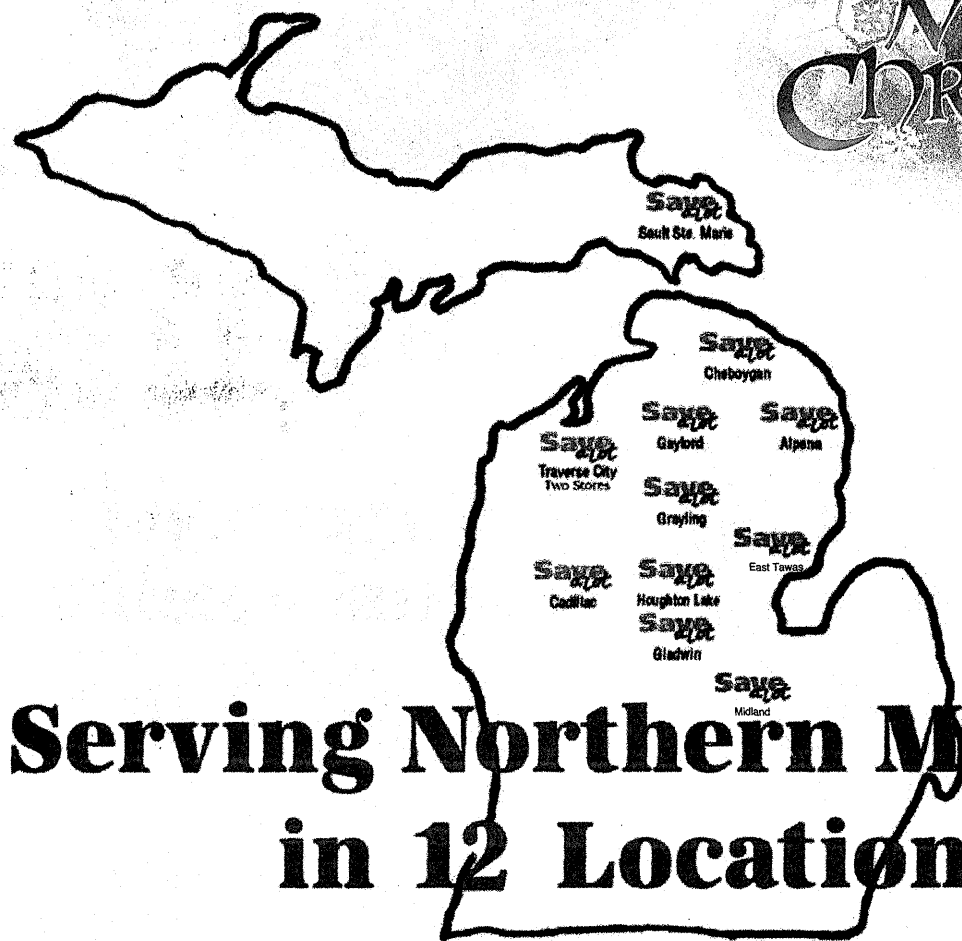 M
Chr
Save a lot
Sault Ste. Marie
Save a lot
Cheboygan
Save a lot
Gaylord
Save a lot
Alpena
Save a lot
Traverse City
Two Stores
Save a lot
Grayling
Save a lot
East Tawas
Save a lot
Cadillac
Save a lot
Houghton Lake
Save a lot
Gladwin
Save a lot
Midland
Serving Northern M
in 12 Location